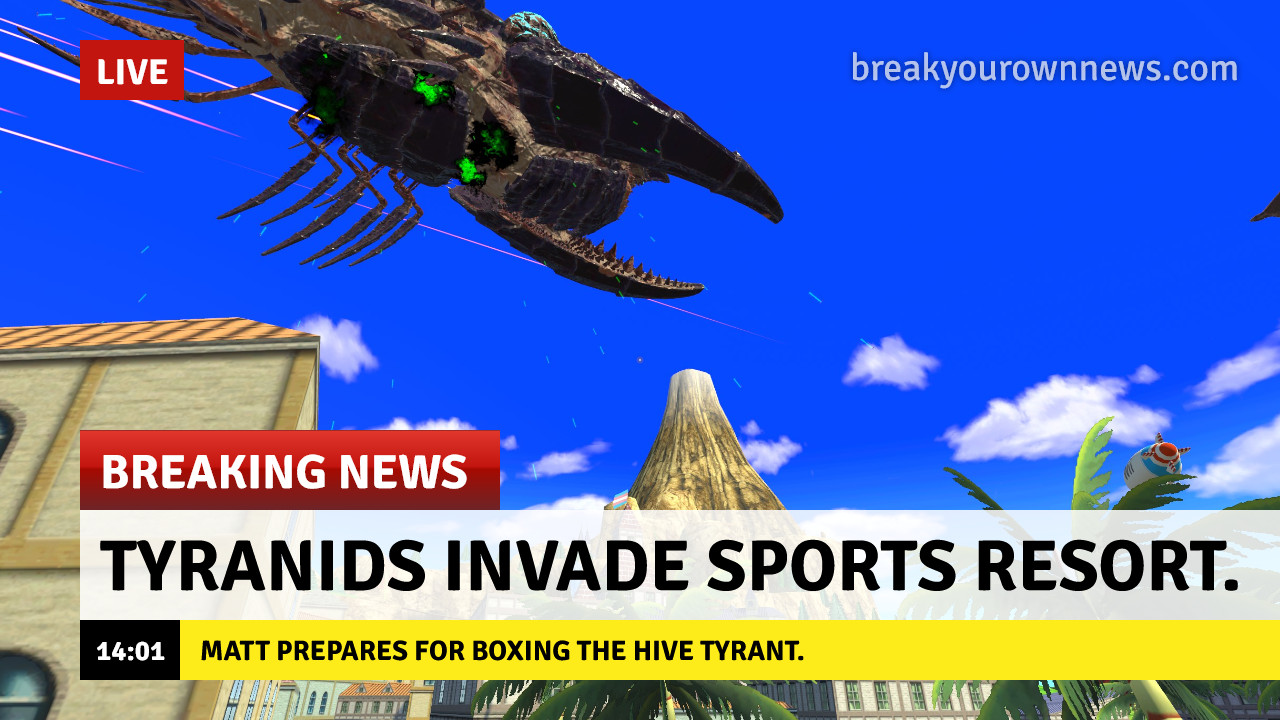 LIVE
breakyourownnews.com
BREAKING NEWS
TYRANIDS INVADE SPORTS RESORT.
14:01 MATT PREPARES FOR BOXING THE HIVE TYRANT.